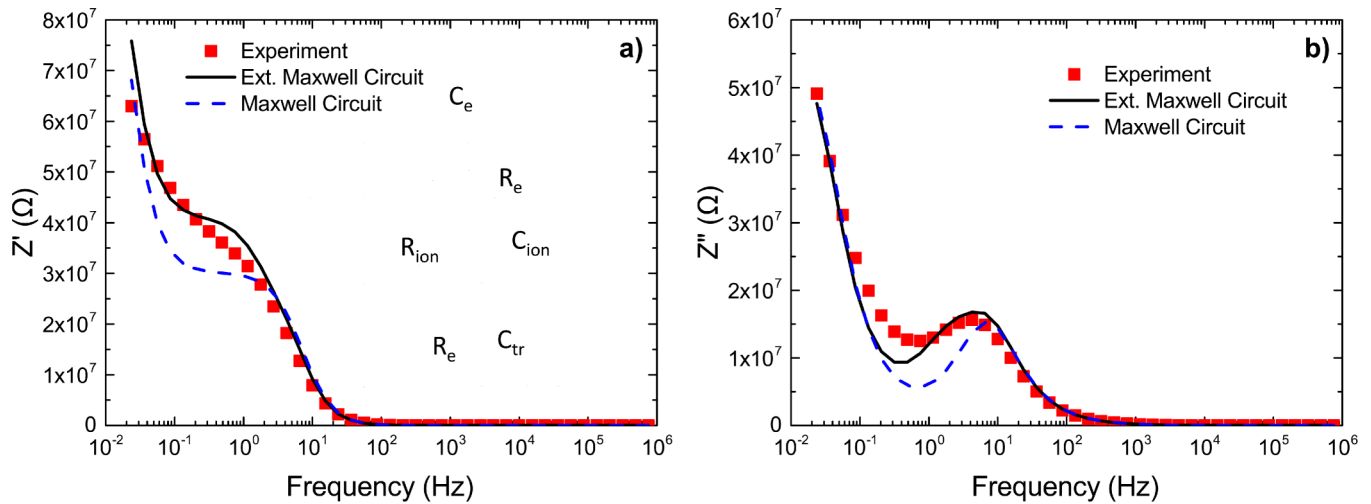 a)
Experiment
Ext. Maxwell Circuit
Maxwell Circuit
Cₑ
Rₑ
Rᵢₒₙ
Cᵢₒₙ
Rₑ
Cₜᵣ
8x10⁷
7x10⁷
6x10⁷
5x10⁷
4x10⁷
3x10⁷
2x10⁷
1x10⁷
0
Z' (Ω)
10⁻² 10⁻¹ 10⁰ 10¹ 10² 10³ 10⁴ 10⁵ 10⁶
Frequency (Hz)
b)
Experiment
Ext. Maxwell Circuit
Maxwell Circuit
6x10⁷
5x10⁷
4x10⁷
3x10⁷
2x10⁷
1x10⁷
0
Z'' (Ω)
10⁻² 10⁻¹ 10⁰ 10¹ 10² 10³ 10⁴ 10⁵ 10⁶
Frequency (Hz)